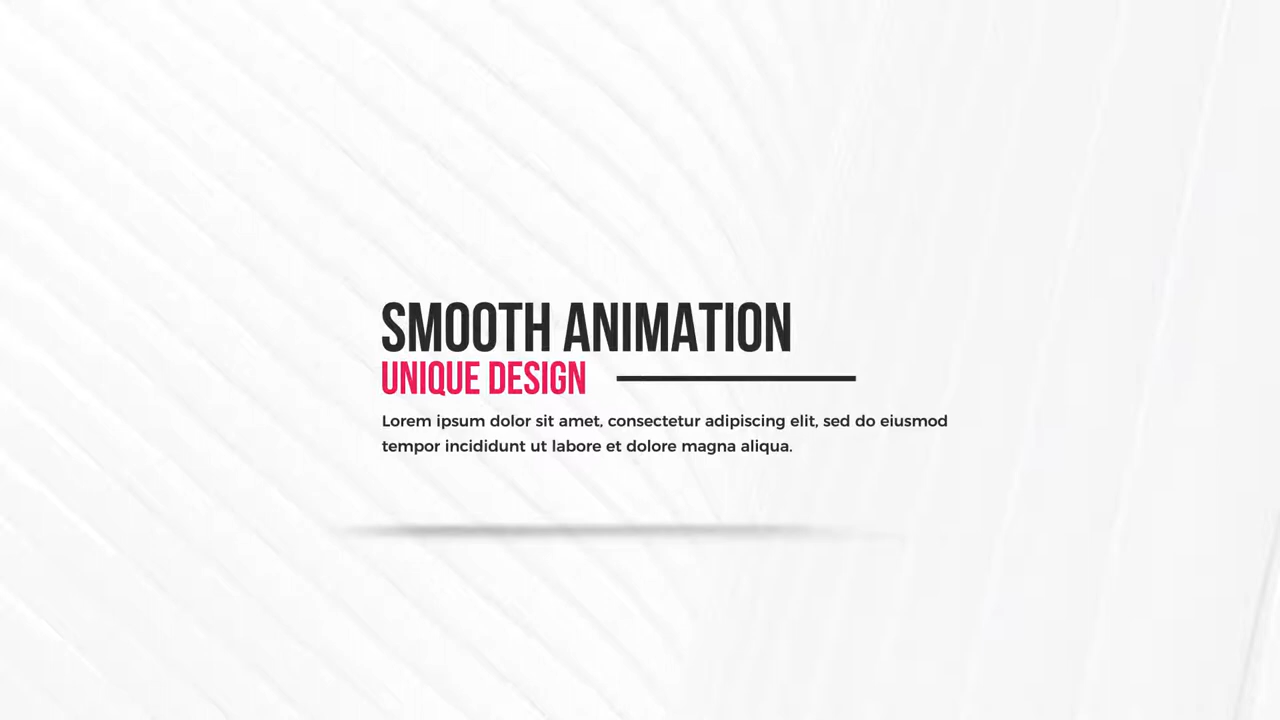 SMOOTH ANIMATION
UNIQUE DESIGN
Lorem ipsum dolor sit amet, consectetur adipiscing elit, sed do eiusmod
tempor incididunt ut labore et dolore magna aliqua.